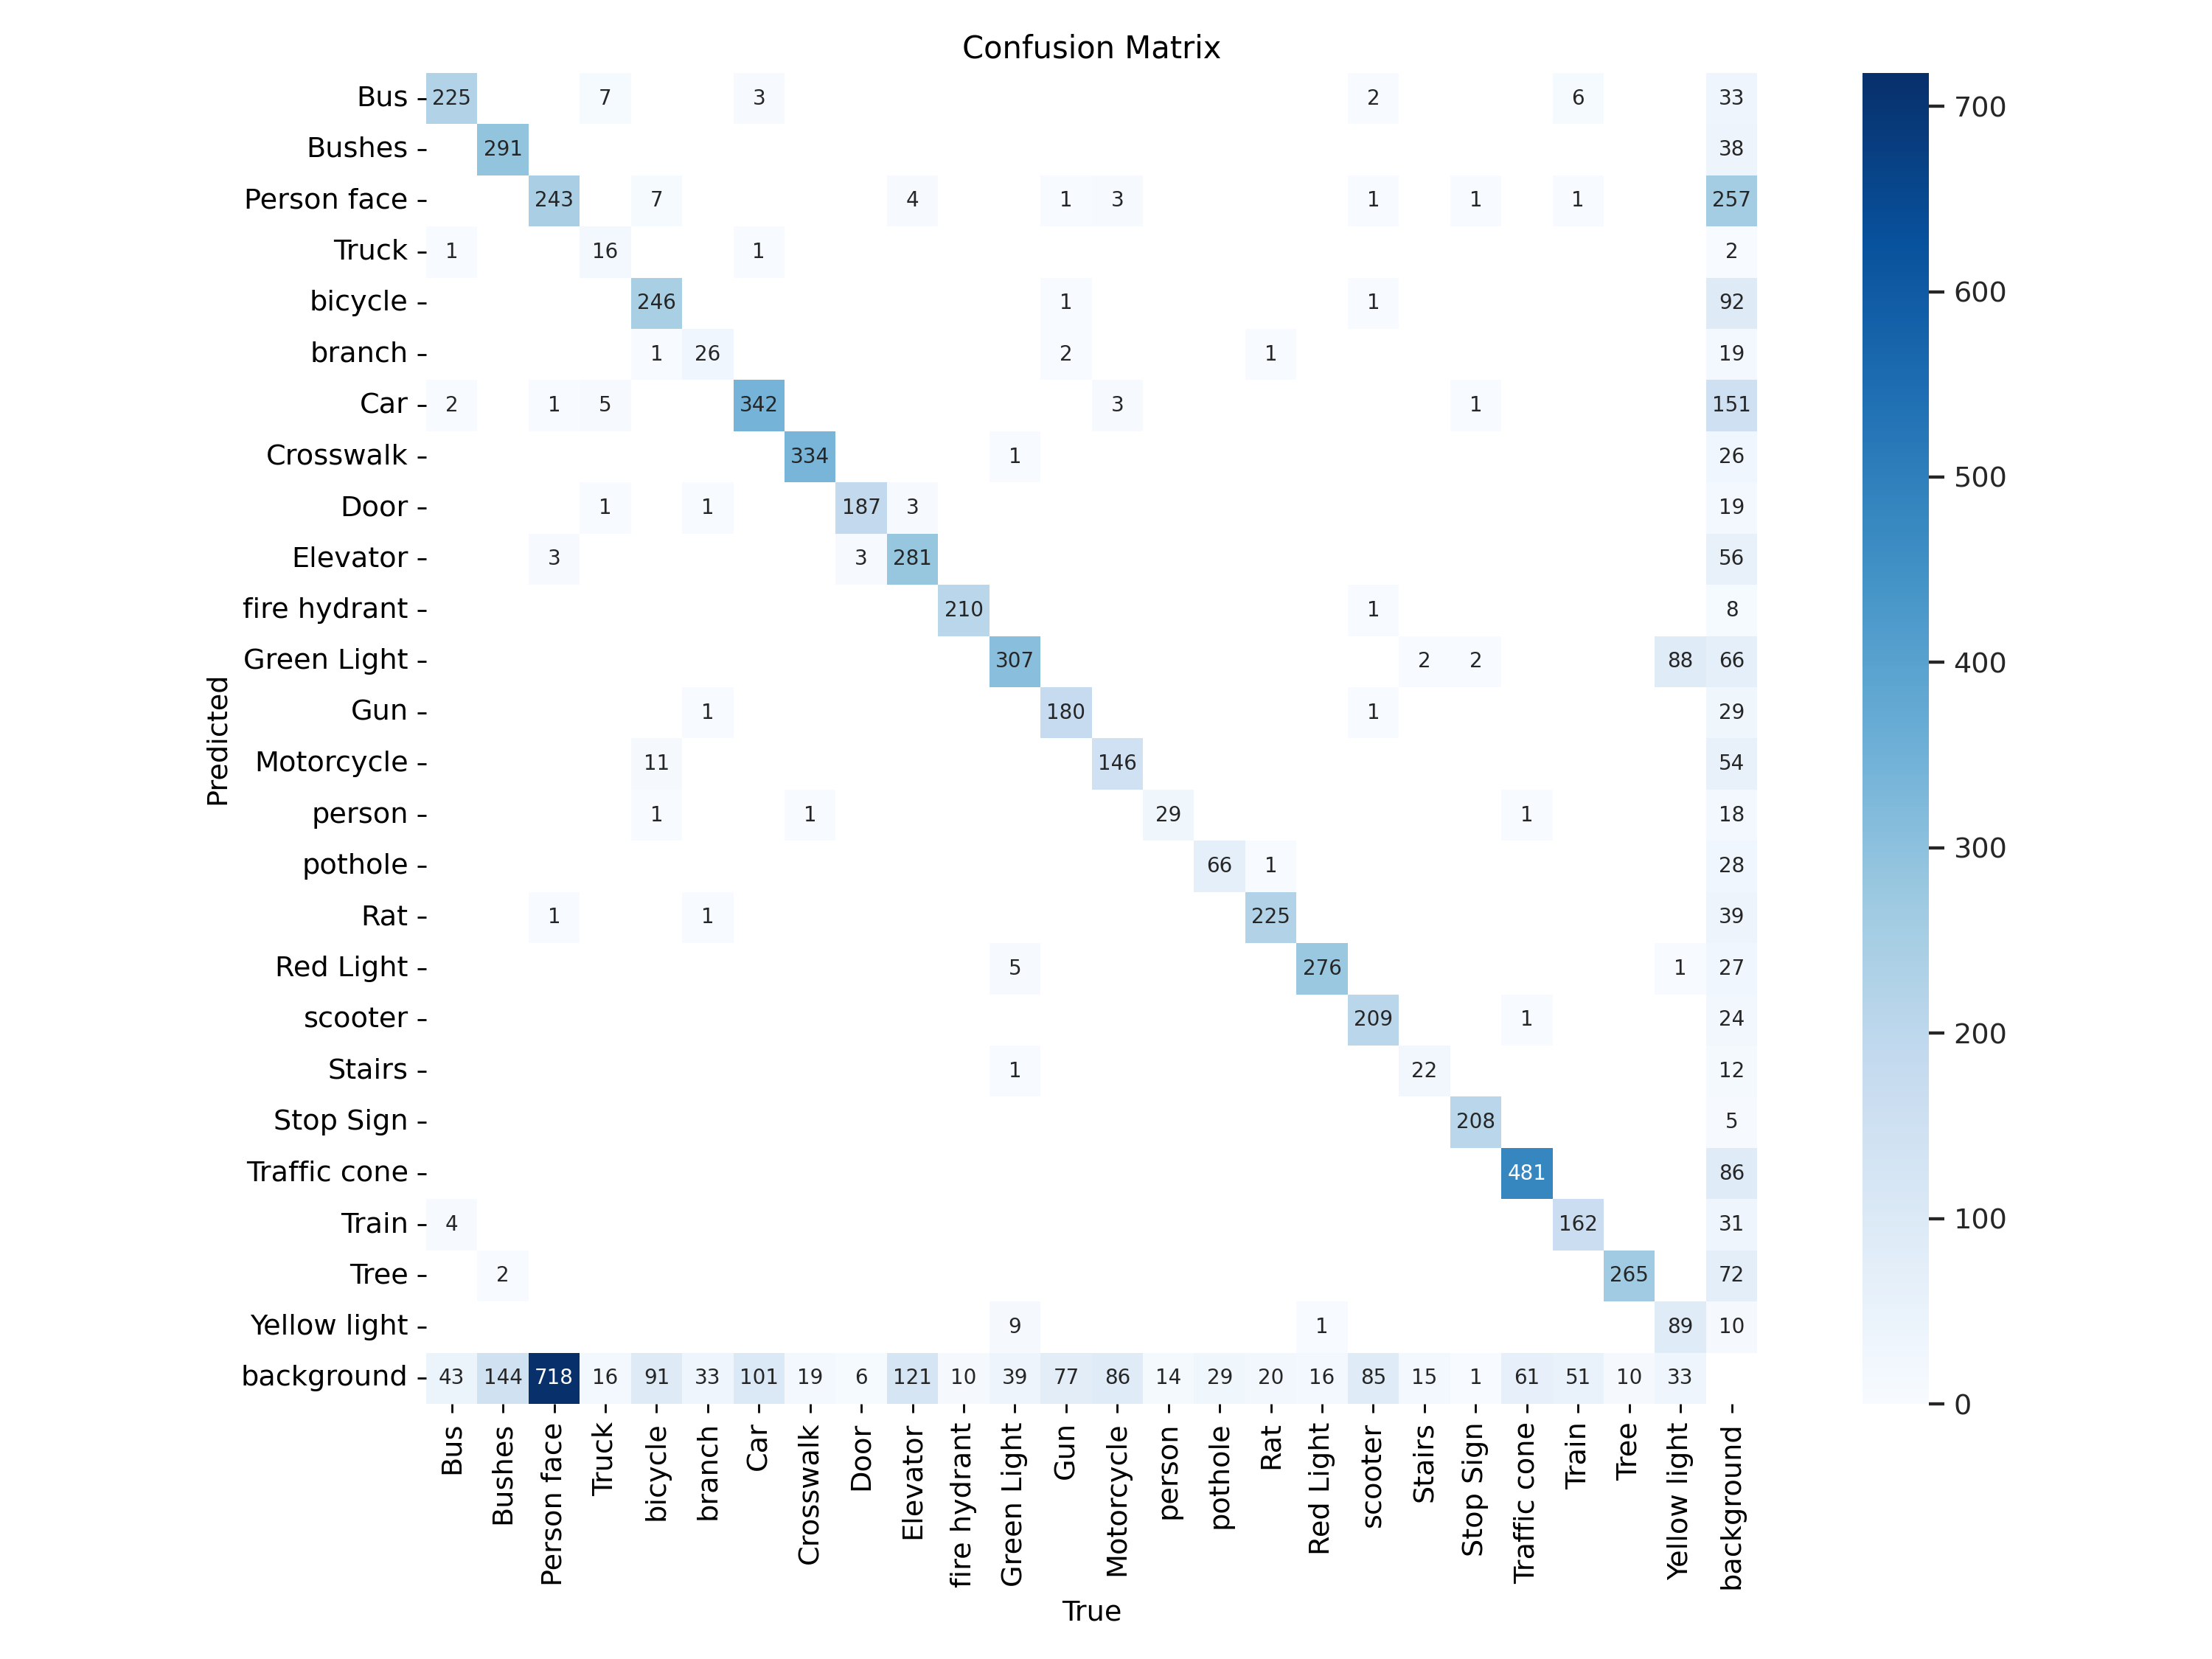 Confusion Matrix
Bus 225 7 3 2 6 33
Bushes 291 38
Person face 243 7 4 1 3 1 1 1 257
Truck 1 16 1 2
bicycle 246 1 1 92
branch 1 26 2 1 19
Car 2 1 5 342 3 1 151
Crosswalk 334 1 26
Door 1 1 187 3 19
Elevator 3 3 281 56
fire hydrant 210 1 8
Green Light 307 2 2 88 66
Gun 1 180 1 29
Motorcycle 11 146 54
person 1 1 29 1 18
pothole 66 1 28
Rat 1 1 225 39
Red Light 5 276 1 27
scooter 209 1 24
Stairs 1 22 12
Stop Sign 208 5
Traffic cone 481 86
Train 4 162 31
Tree 2 265 72
Yellow light 9 1 89 10
background 43 144 718 16 91 33 101 19 6 121 10 39 77 86 14 29 20 16 85 15 1 61 51 10 33
Predicted
Bus
Bushes
Person face
Truck
bicycle
branch
Car
Crosswalk
Door
Elevator
fire hydrant
Green Light
Gun
Motorcycle
person
pothole
Rat
Red Light
scooter
Stairs
Stop Sign
Traffic cone
Train
Tree
Yellow light
background
True
700
600
500
400
300
200
100
0